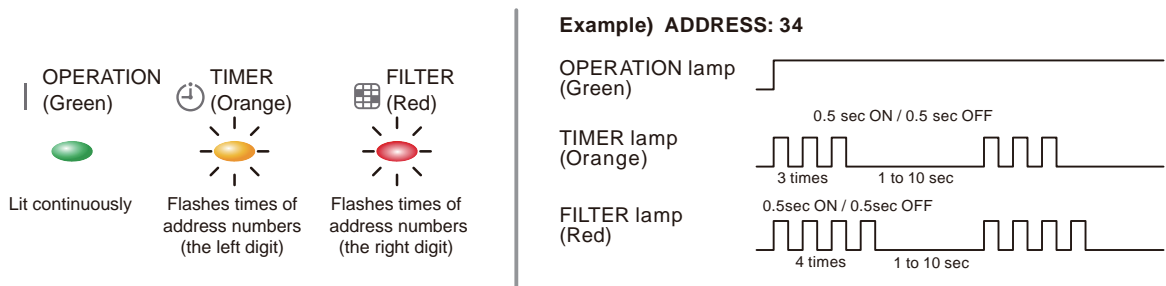 OPERATION
(Green)
TIMER
(Orange)
FILTER
(Red)
Lit continuously
Flashes times of
address numbers
(the left digit)
Flashes times of
address numbers
(the right digit)
Example) ADDRESS: 34
OPERATION lamp
(Green)
0.5 sec ON / 0.5 sec OFF
TIMER lamp
(Orange)
3 times
1 to 10 sec
0.5sec ON / 0.5sec OFF
FILTER lamp
(Red)
4 times
1 to 10 sec